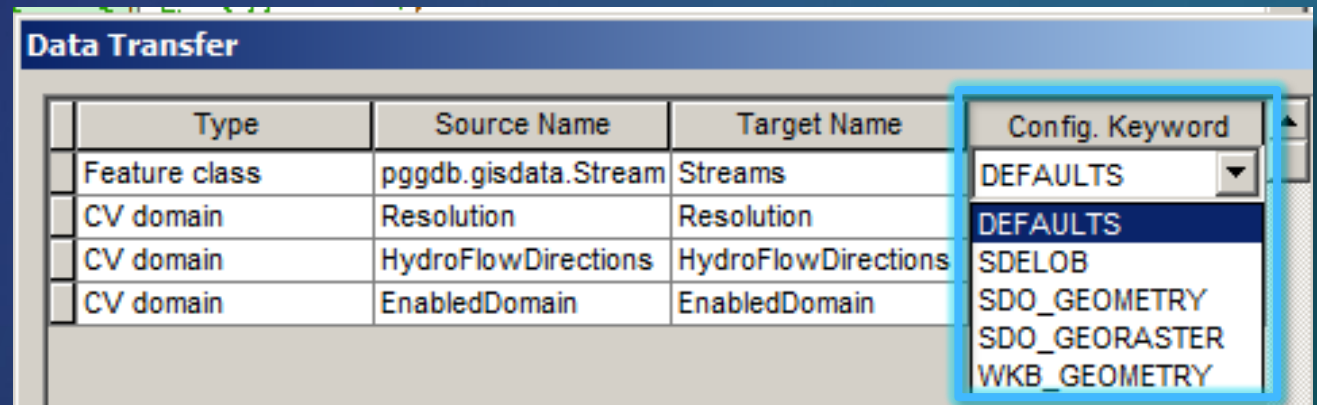 Data Transfer
Type Source Name Target Name Config. Keyword
Feature class pggdb.gisdata.Stream Streams DEFAULTS
CV domain Resolution Resolution DEFAULTS
CV domain HydroFlowDirections HydroFlowDirections SDELOB
CV domain EnabledDomain EnabledDomain SDO_GEOMETRY
SDO_GEORASTER
WKB_GEOMETRY